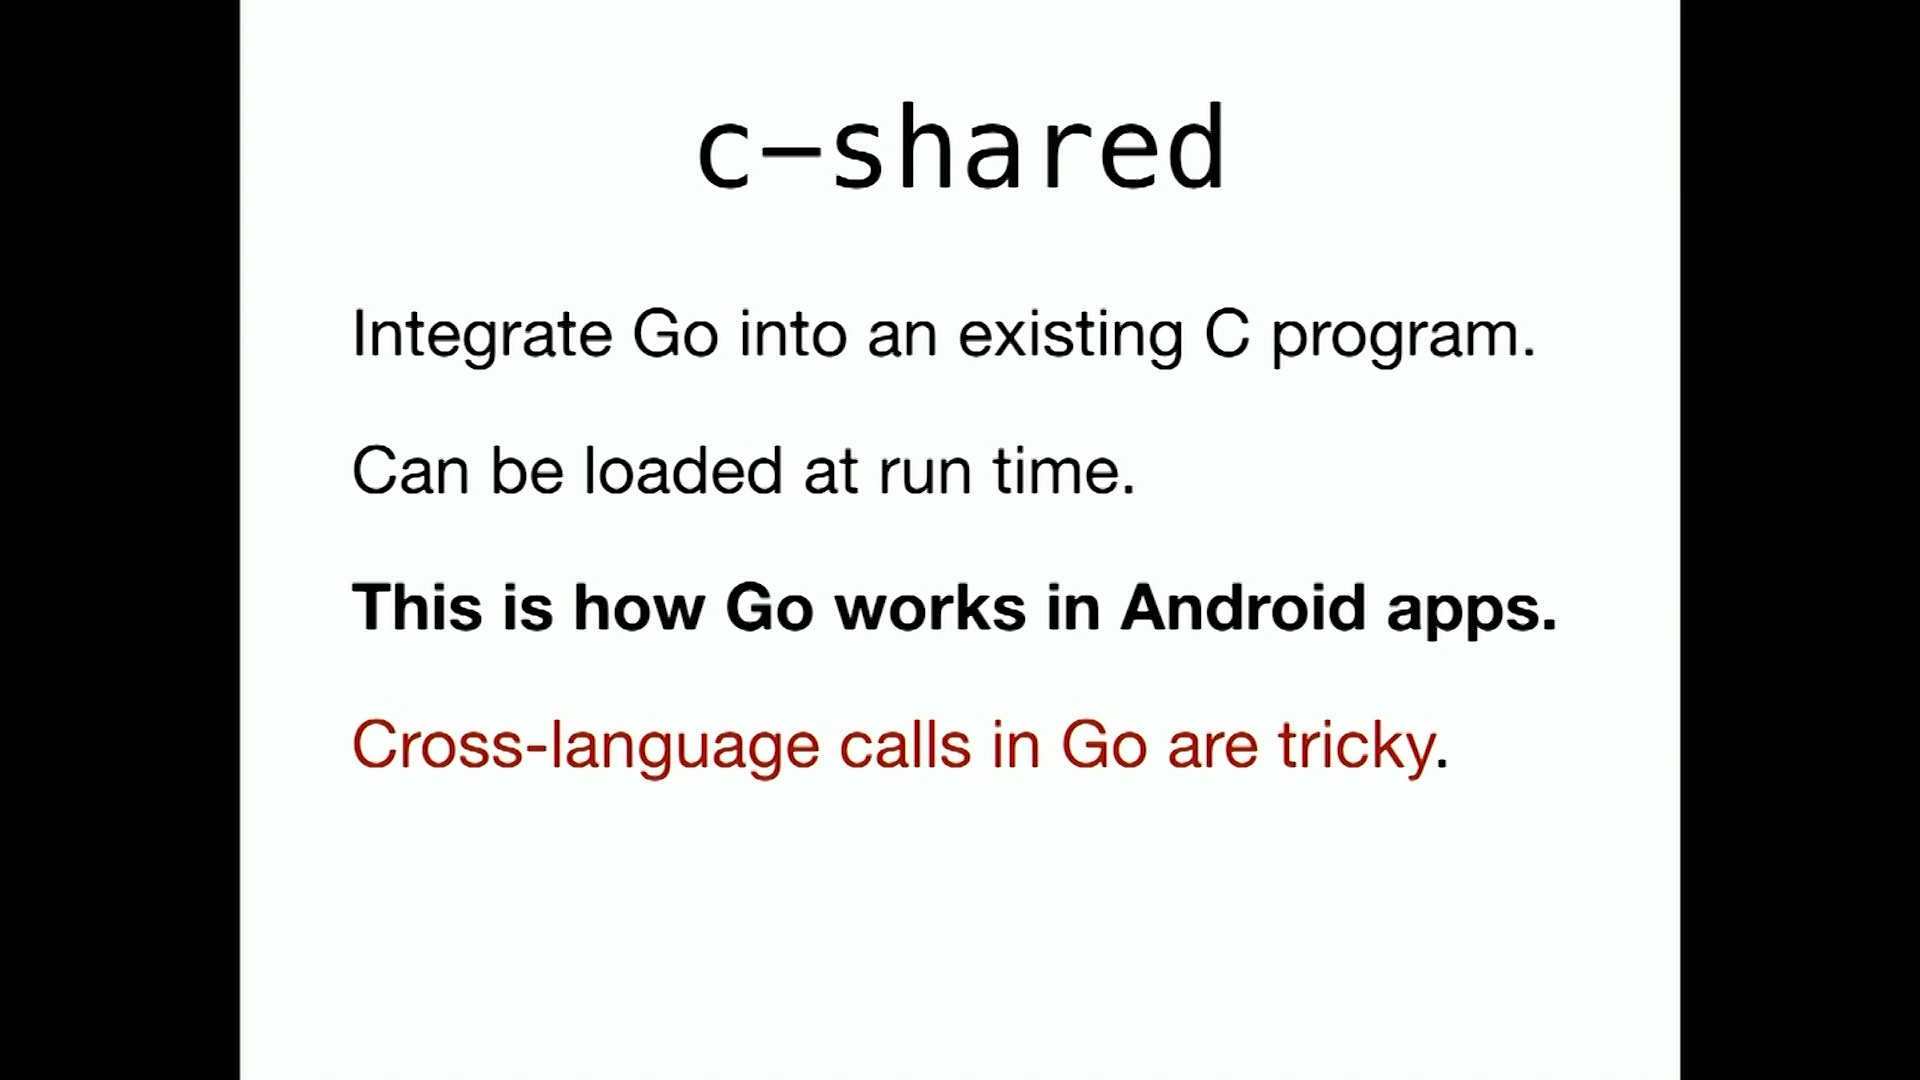 c-shared
Integrate Go into an existing C program.
Can be loaded at run time.
This is how Go works in Android apps.
Cross-language calls in Go are tricky.